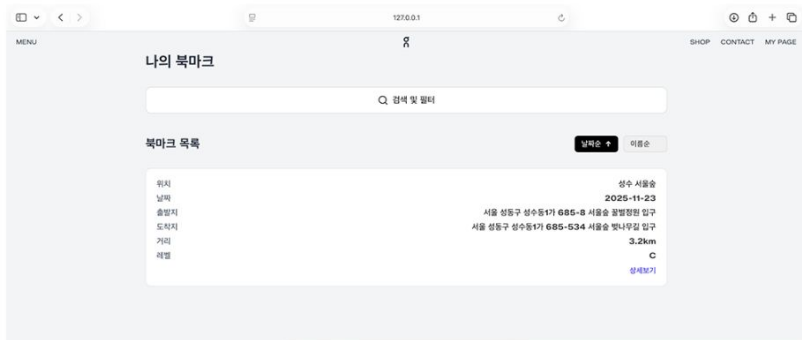 127.0.0.1
MENU
SHOP CONTACT MY PAGE
나의 북마크
검색 및 필터
북마크 목록
날짜순 ↑ 이름순
위치 성수 서울숲
날짜 2025-11-23
출발지 서울 성동구 성수동1가 685-8 서울숲 꿀벌정원 입구
도착지 서울 성동구 성수동1가 685-534 서울숲 벚나무길 입구
거리 3.2km
레벨 C
상세보기